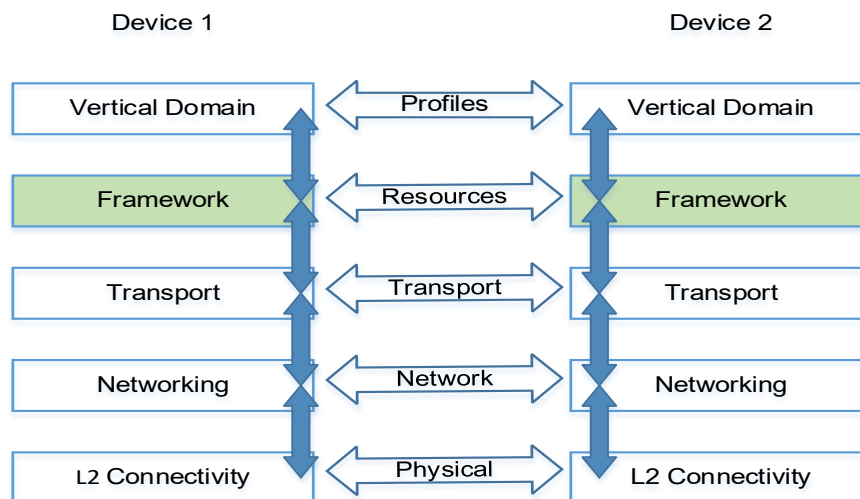 Device 1
Device 2
Vertical Domain
Profiles
Vertical Domain
Framework
Resources
Framework
Transport
Transport
Transport
Networking
Network
Networking
L2 Connectivity
Physical
L2 Connectivity